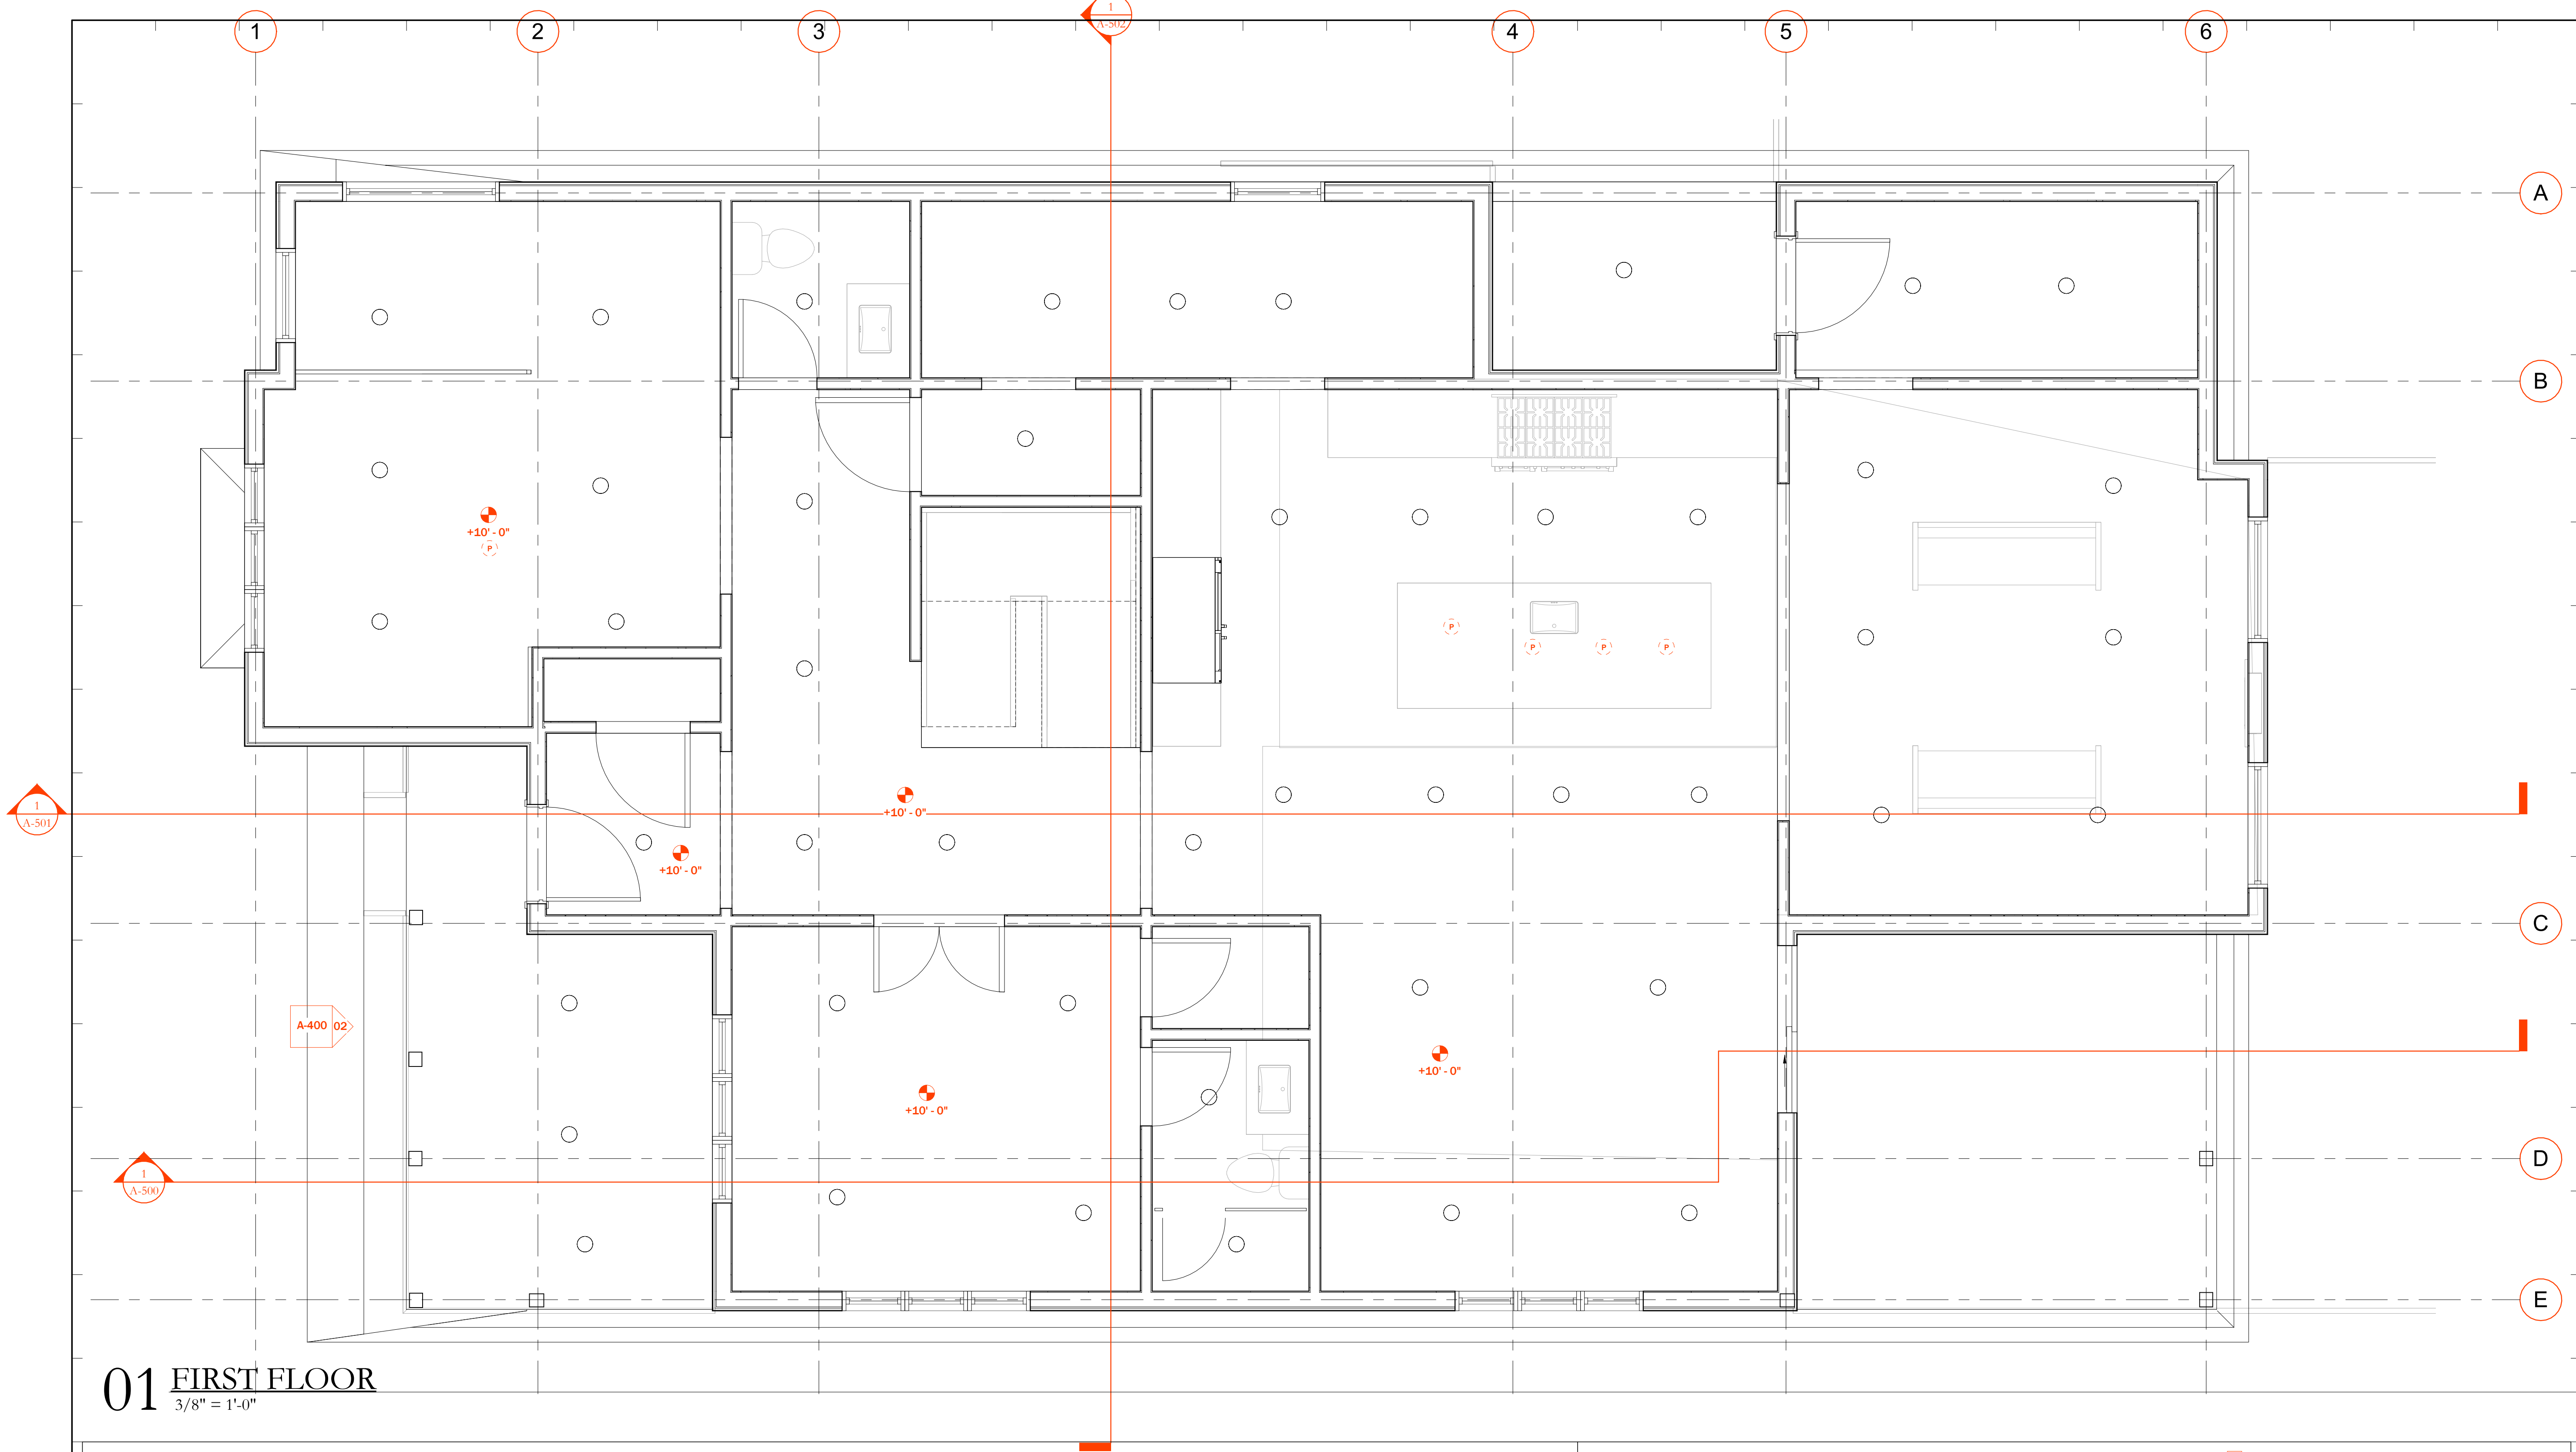 1
A-502
1
2
3
4
5
6
A
B
+10' - 0"
P
P
P
P
P
+10' - 0"
1
A-501
+10' - 0"
C
A-400 02
+10' - 0"
+10' - 0"
D
1
A-500
E
01 FIRST FLOOR
3/8" = 1'-0"